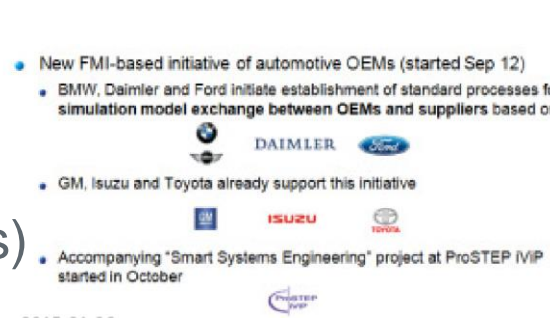 New FMI-based initiative of automotive OEMs (started Sep 12)
BMW, Daimler and Ford initiate establishment of standard processes
simulation model exchange between OEMs and suppliers based
DAIMLER
Ford
GM, Isuzu and Toyota already support this initiative
GM
ISUZU
TOYOTA
s)
Accompanying "Smart Systems Engineering" project at ProSTEP iViP
started in October
PROSTEP
iViP